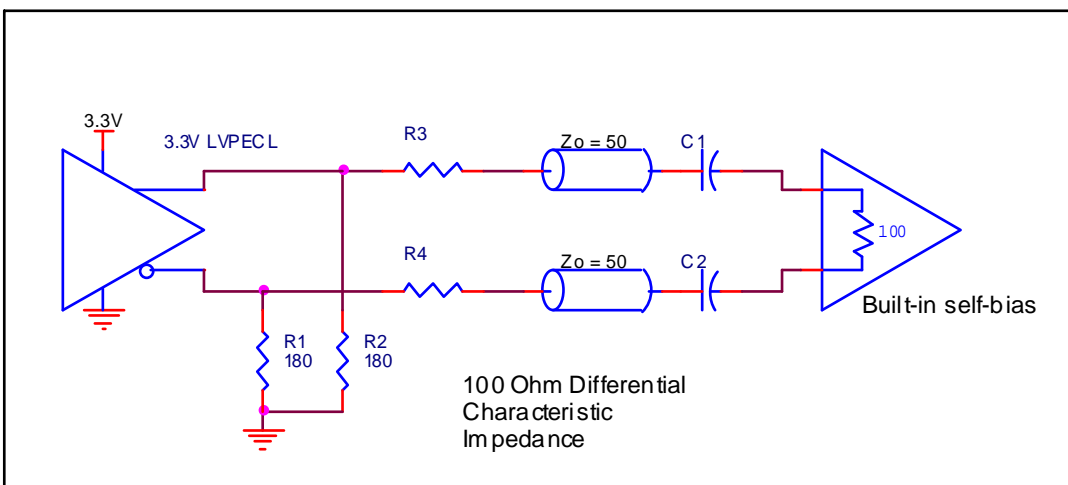 3.3V
3.3V LVPECL
R3
Zo = 50
C1
100
R4
Zo = 50
C2
Built-in self-bias
R1
180
R2
180
100 Ohm Differential
Characteristic
Impedance